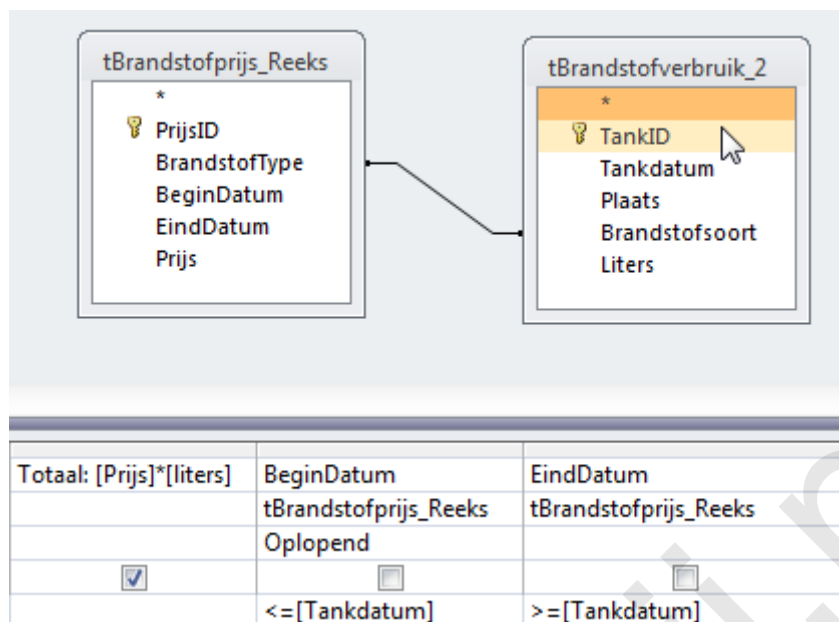 tBrandstofprijs_Reeks
*
PrijsID
BrandstofType
BeginDatum
EindDatum
Prijs
tBrandstofverbruik_2
*
TankID
Tankdatum
Plaats
Brandstofsoort
Liters
Totaal: [Prijs]*[liters] BeginDatum EindDatum
tBrandstofprijs_Reeks tBrandstofprijs_Reeks
Oplopend
<=[Tankdatum] >=[Tankdatum]